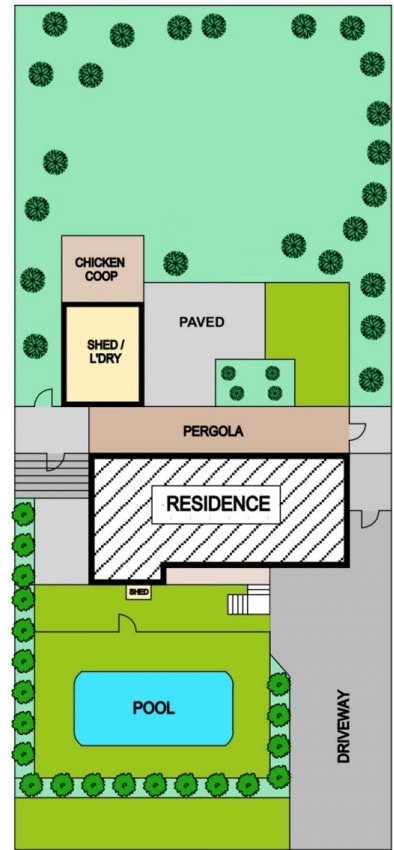 CHICKEN
COOP
SHED /
L'DRY
PAVED
PERGOLA
RESIDENCE
SHED
POOL
DRIVEWAY